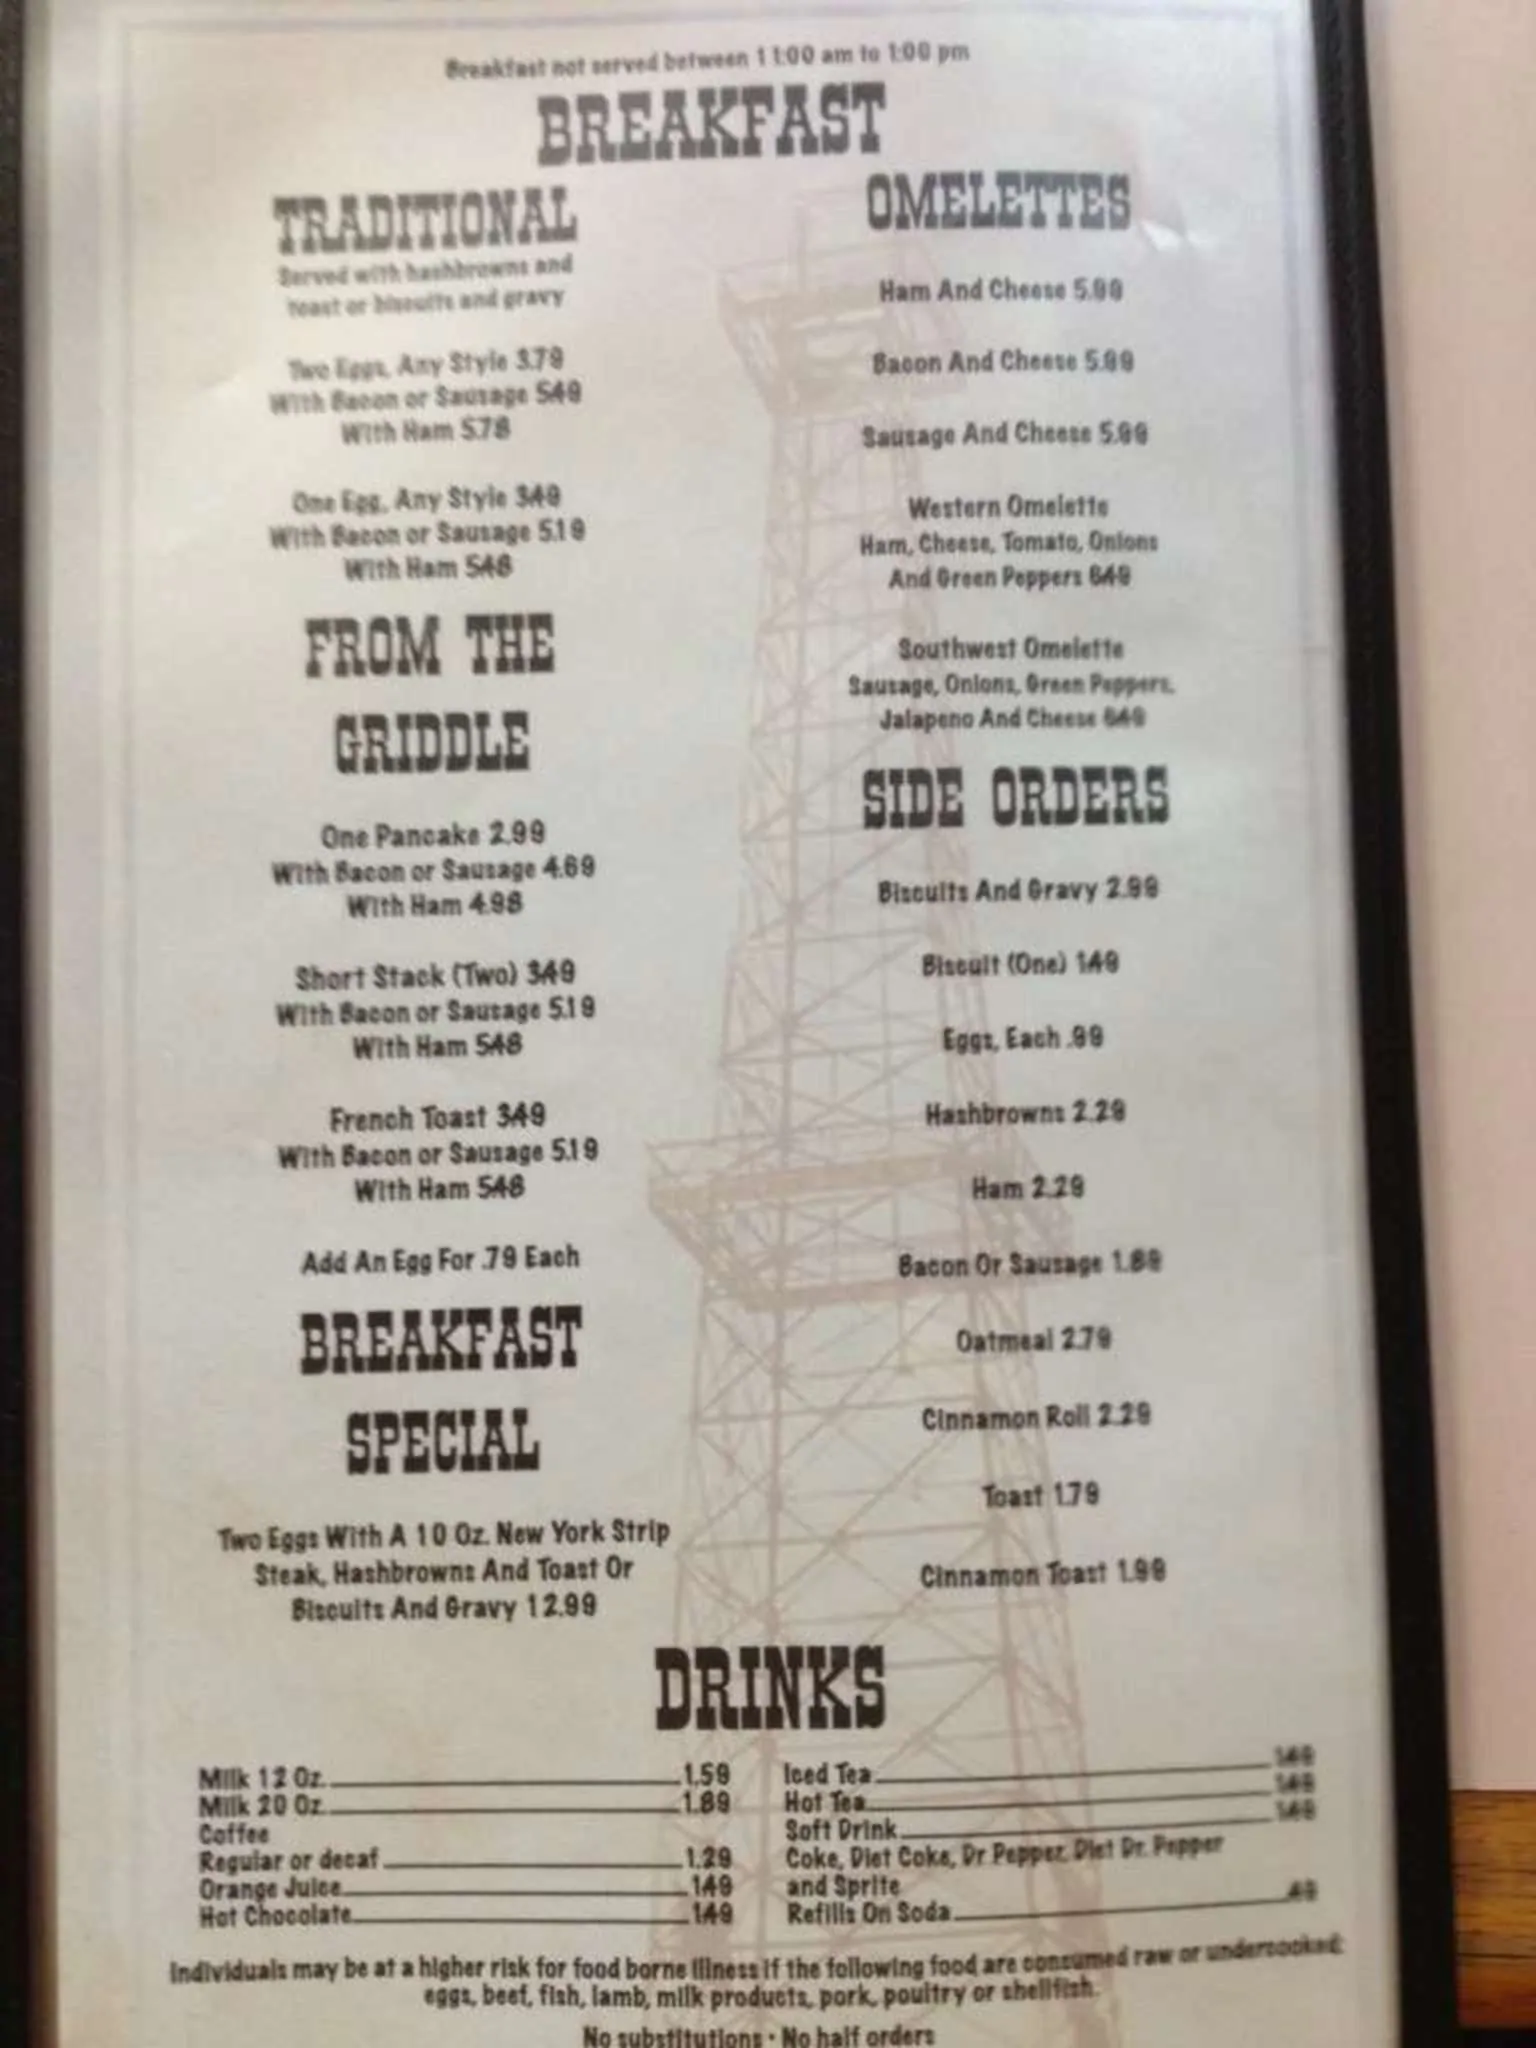 Breakfast not served between 11:00 am to 1:00 pm
BREAKFAST
TRADITIONAL
Served with hashbrowns and
toast or biscuits and gravy
Two Eggs, Any Style 3.79
With Bacon or Sausage 5.49
With Ham 5.78
One Egg, Any Style 3.49
With Bacon or Sausage 5.19
With Ham 5.48
FROM THE
GRIDDLE
One Pancake 2.99
With Bacon or Sausage 4.69
With Ham 4.98
Short Stack (Two) 3.49
With Bacon or Sausage 5.19
With Ham 5.48
French Toast 3.49
With Bacon or Sausage 5.19
With Ham 5.48
Add An Egg For .79 Each
BREAKFAST
SPECIAL
Two Eggs With A 10 Oz. New York Strip
Steak, Hashbrowns And Toast Or
Biscuits And Gravy 12.99
OMELETTES
Ham And Cheese 5.99
Bacon And Cheese 5.99
Sausage And Cheese 5.99
Western Omelette
Ham, Cheese, Tomato, Onions
And Green Peppers 6.49
Southwest Omelette
Sausage, Onions, Green Peppers,
Jalapeno And Cheese 6.49
SIDE ORDERS
Biscuits And Gravy 2.99
Biscuit (One) 1.49
Eggs, Each .99
Hashbrowns 2.29
Ham 2.29
Bacon Or Sausage 1.89
Oatmeal 2.79
Cinnamon Roll 2.29
Toast 1.79
Cinnamon Toast 1.99
DRINKS
Milk 12 Oz. 1.59
Milk 20 Oz. 1.89
Coffee
Regular or decaf 1.29
Orange Juice 1.49
Hot Chocolate 1.49
Iced Tea 1.49
Hot Tea 1.49
Soft Drink 1.49
Coke, Diet Coke, Dr Pepper, Diet Dr. Pepper
and Sprite
Refills On Soda .49
Individuals may be at a higher risk for food borne illness if the following food are consumed raw or undercooked:
eggs, beef, fish, lamb, milk products, pork, poultry or shellfish.
No substitutions • No half orders